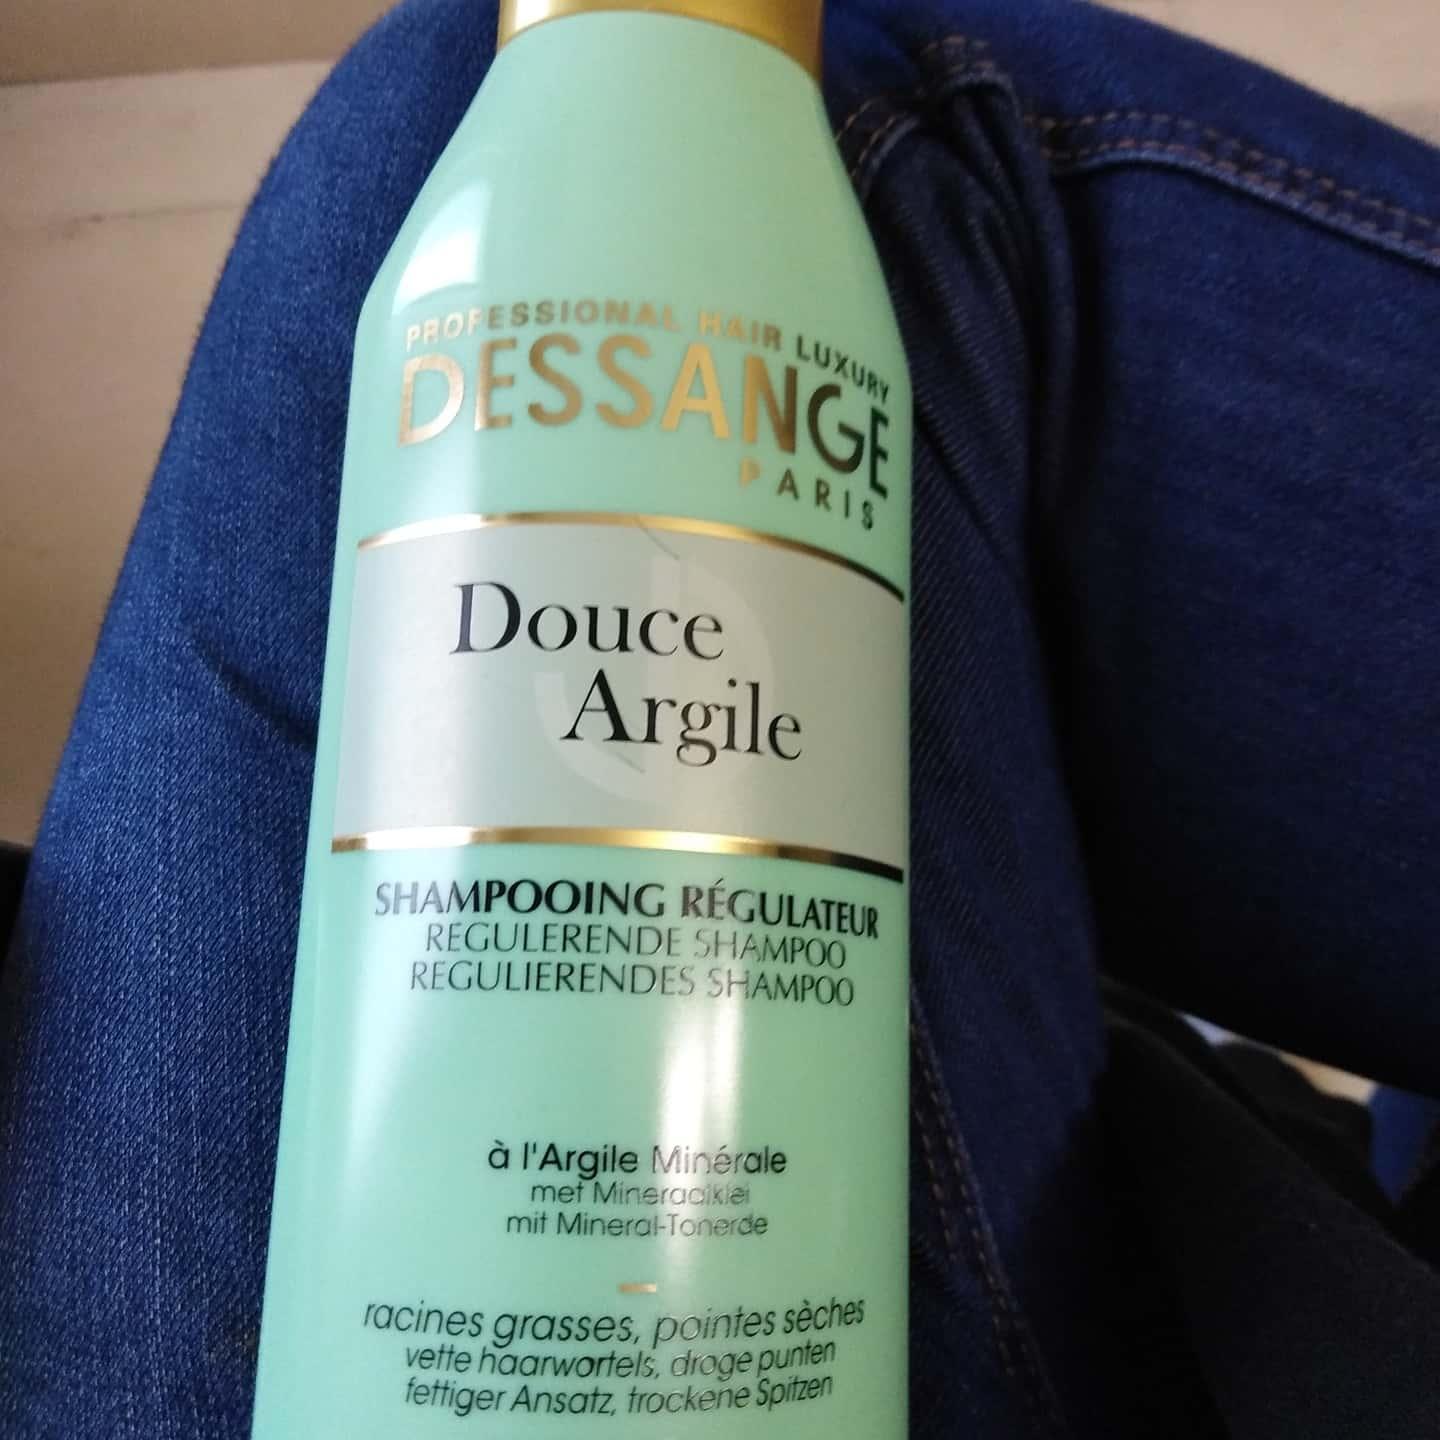 PROFESSIONAL HAIR LUXURY
DESSANGE
PARIS
Douce
Argile
SHAMPOOING RÉGULATEUR
REGULERENDE SHAMPOO
REGULIERENDES SHAMPOO
à l'Argile Minérale
met Mineraalklei
mit Mineral-Tonerde
racines grasses, pointes sèches
vette haarwortels, droge punten
fettiger Ansatz, trockene Spitzen